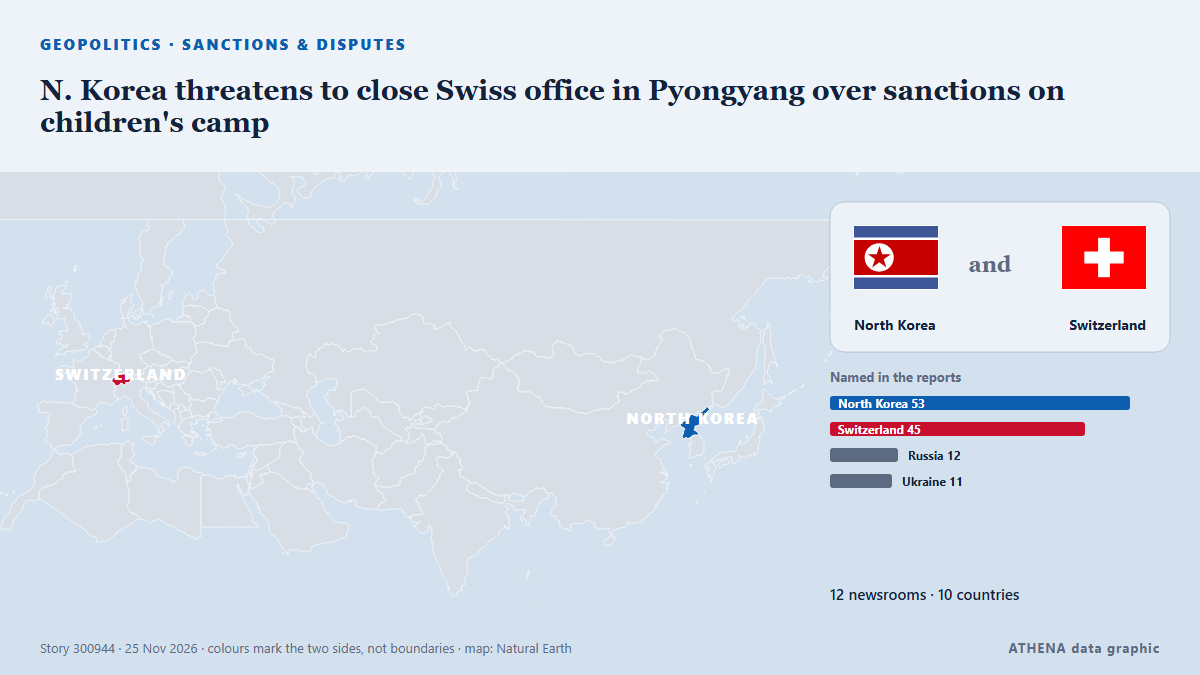 GEOPOLITICS · SANCTIONS & DISPUTES
N. Korea threatens to close Swiss office in Pyongyang over sanctions on
children's camp
SWITZERLAND
NORTH KOREA
and
North Korea
Switzerland
Named in the reports
North Korea 53
Switzerland 45
Russia 12
Ukraine 11
12 newsrooms · 10 countries
Story 300944 · 25 Nov 2026 · colours mark the two sides, not boundaries · map: Natural Earth
ATHENA data graphic